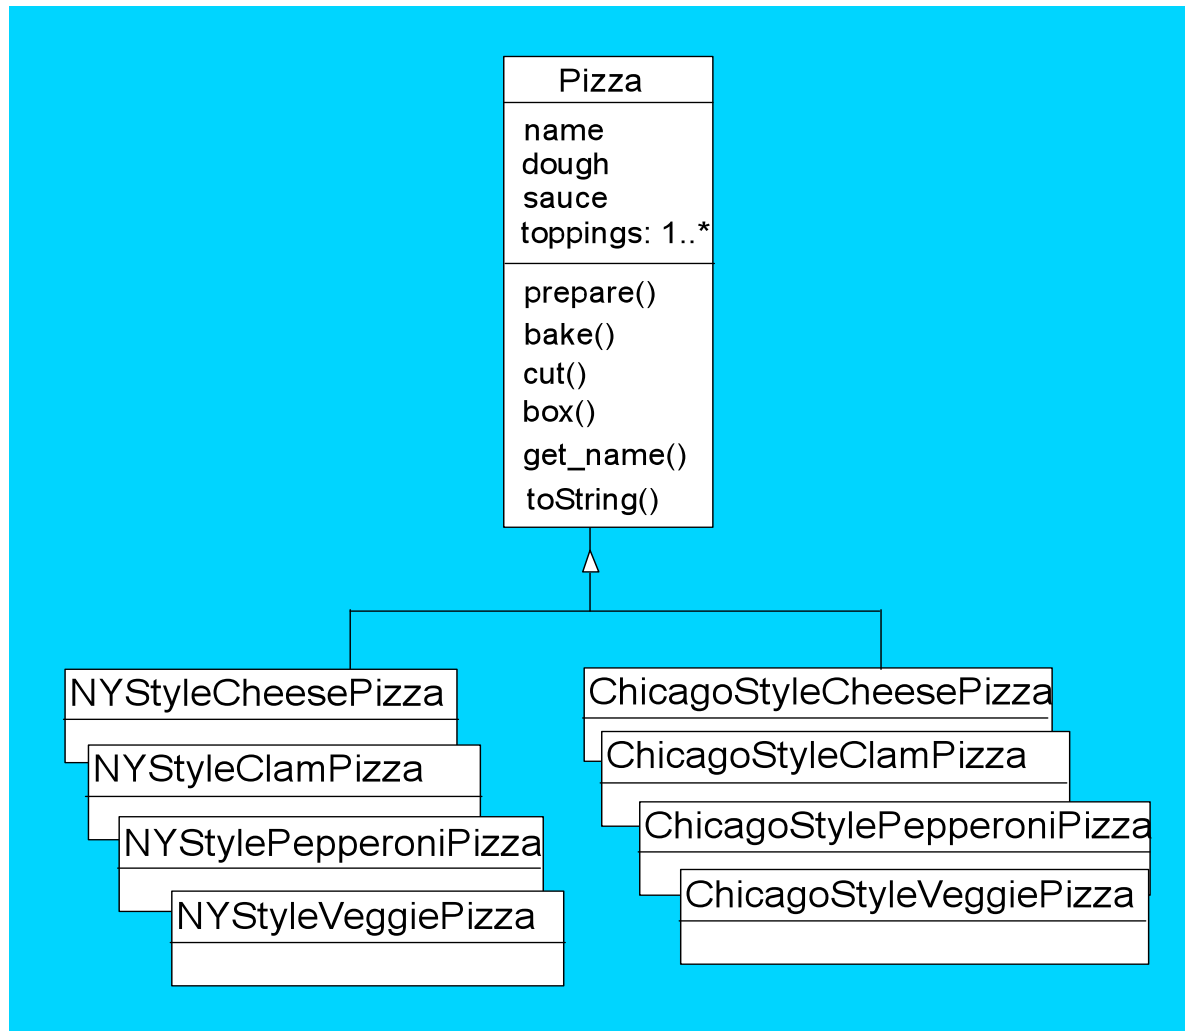 Pizza
name
dough
sauce
toppings: 1..*
prepare()
bake()
cut()
box()
get_name()
toString()
NYStyleCheesePizza
NYStyleClamPizza
NYStylePepperoniPizza
NYStyleVeggiePizza
ChicagoStyleCheesePizza
ChicagoStyleClamPizza
ChicagoStylePepperoniPizza
ChicagoStyleVeggiePizza